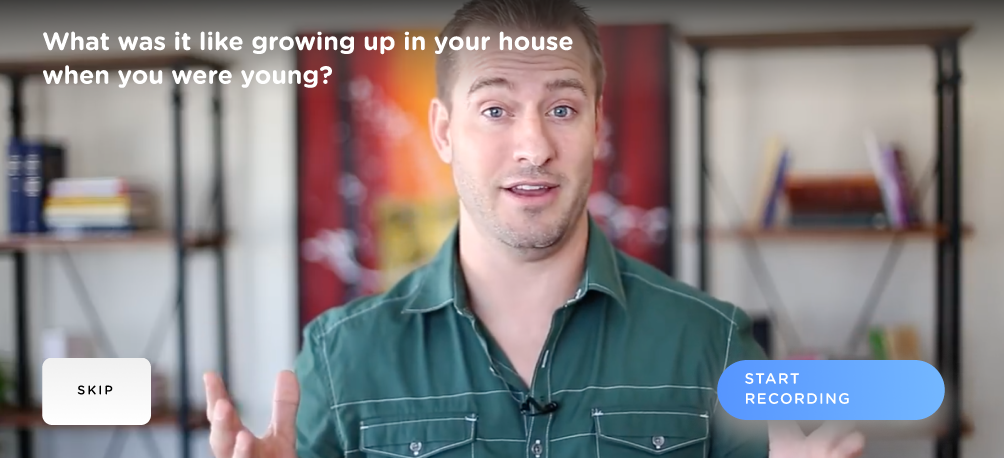 What was it like growing up in your house
when you were young?
SKIP
START
RECORDING